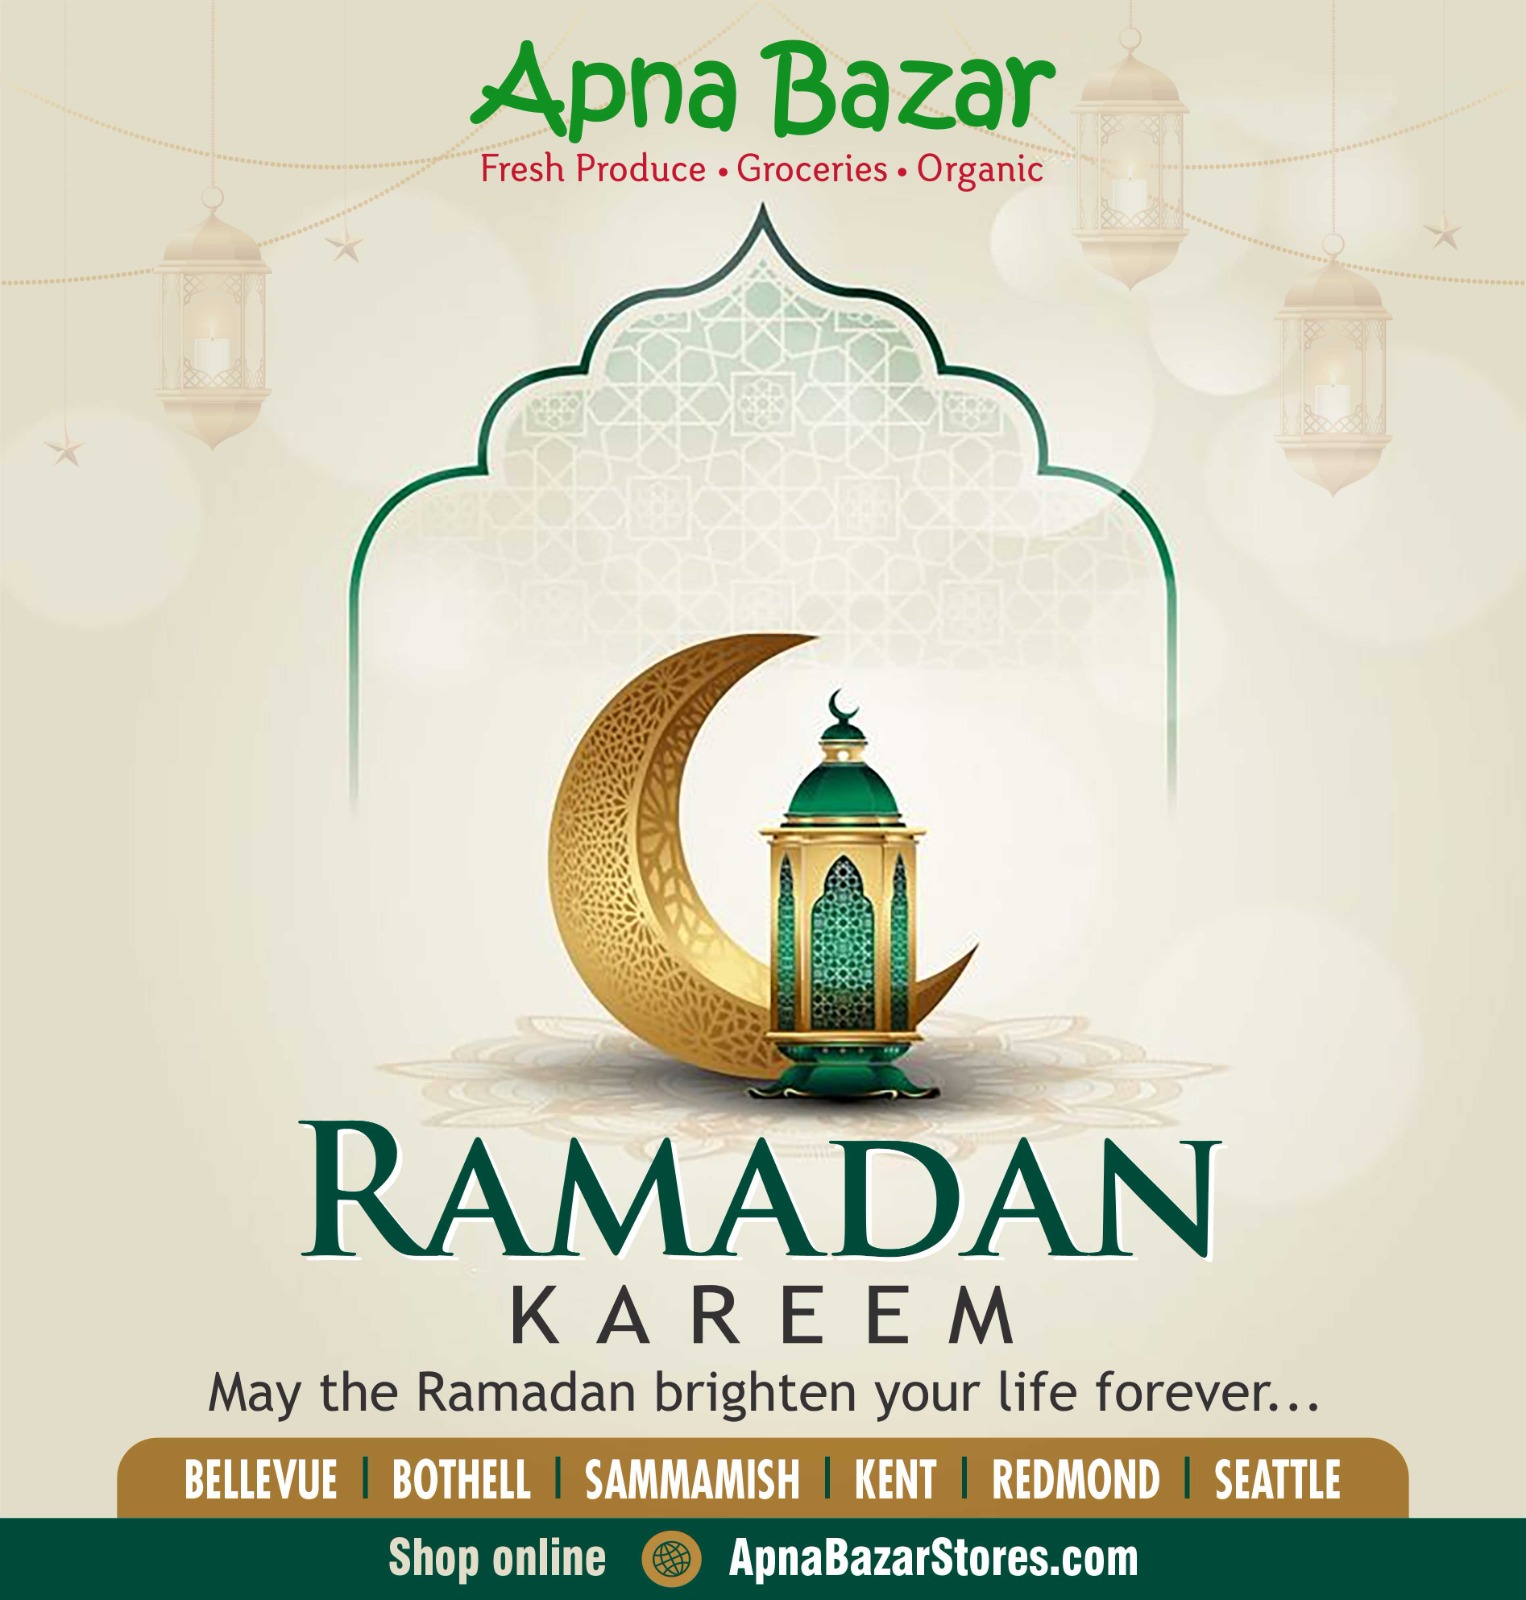 Apna Bazar
Fresh Produce • Groceries • Organic
RAMADAN
KAREEM
May the Ramadan brighten your life forever...
BELLEVUE | BOTHELL | SAMMAMISH | KENT | REDMOND | SEATTLE
Shop online ApnaBazarStores.com